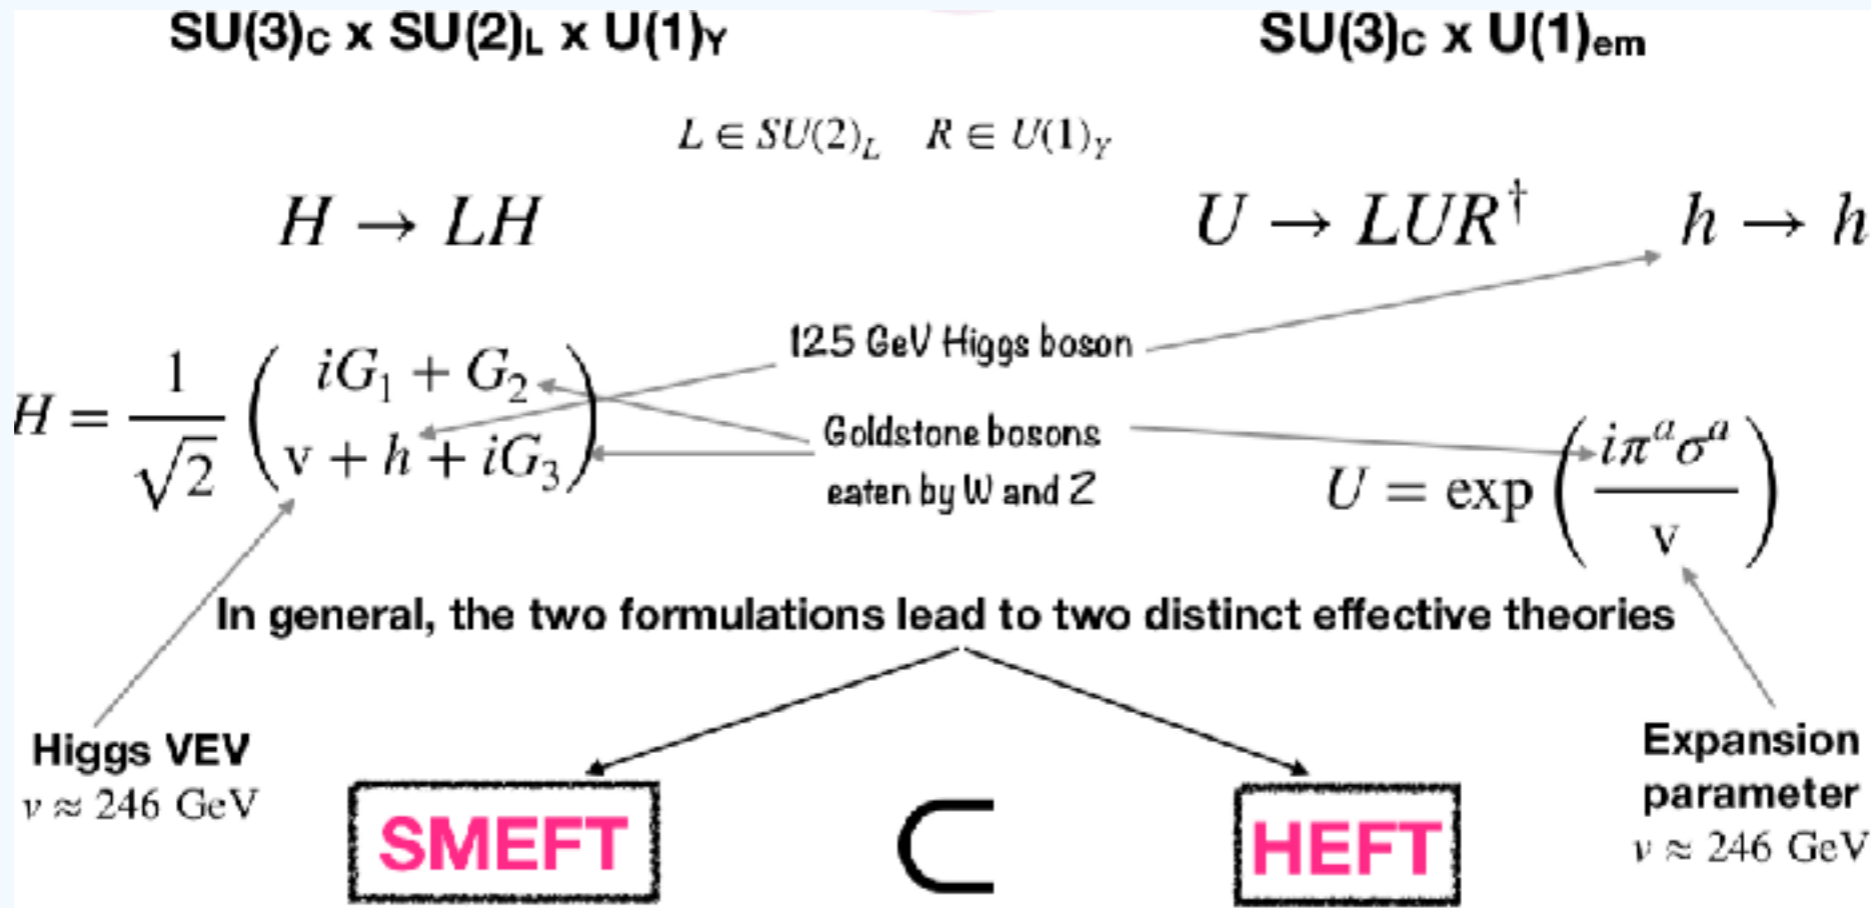 SU(3)C x SU(2)L x U(1)Y
SU(3)C x U(1)em
L ∈ SU(2)_L R ∈ U(1)_Y
H → LH
U → LUR† h → h
125 GeV Higgs boson
H = 1/√2 ( iG₁ + G₂
v + h + iG₃ )
Goldstone bosons
eaten by W and Z
U = exp ( iπᵃσᵃ / v )
In general, the two formulations lead to two distinct effective theories
Higgs VEV
v ≈ 246 GeV
Expansion
parameter
v ≈ 246 GeV
SMEFT ⊂ HEFT